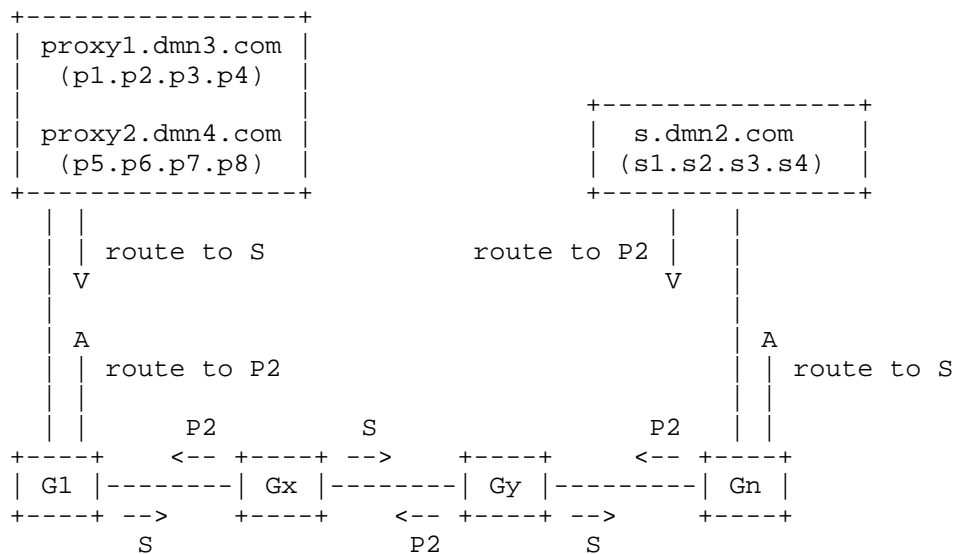 proxy1.dmn3.com
(p1.p2.p3.p4)
proxy2.dmn4.com
(p5.p6.p7.p8)
s.dmn2.com
(s1.s2.s3.s4)
route to S
route to P2
V
V
A
A
route to P2
route to S
P2
S
P2
<--
-->
<--
G1
Gx
Gy
Gn
-->
<--
-->
S
P2
S